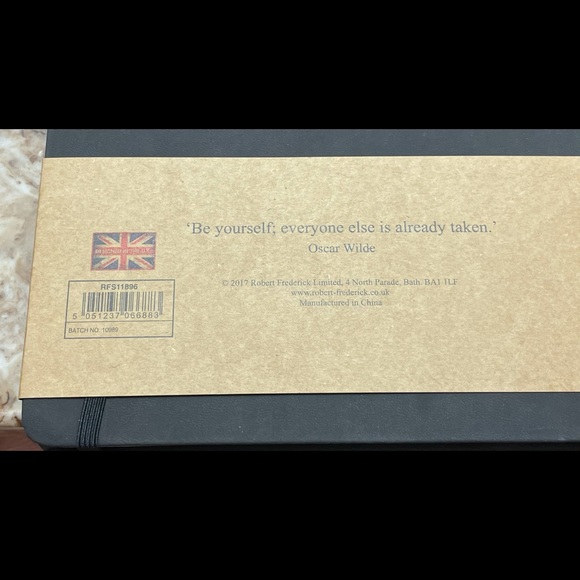 'Be yourself; everyone else is already taken.'
Oscar Wilde
© 2017 Robert Frederick Limited, 4 North Parade, Bath. BA1 1LF
www.robert-frederick.co.uk
Manufactured in China
RFS11896
5 051237 066883
BATCH NO: 10989